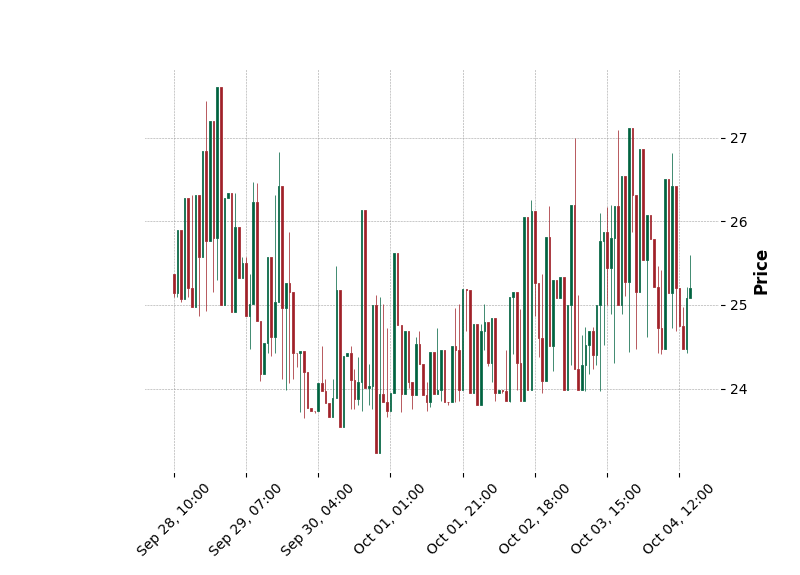 27
26
25
24
Price
Sep 28, 10:00
Sep 29, 07:00
Sep 30, 04:00
Oct 01, 01:00
Oct 01, 21:00
Oct 02, 18:00
Oct 03, 15:00
Oct 04, 12:00